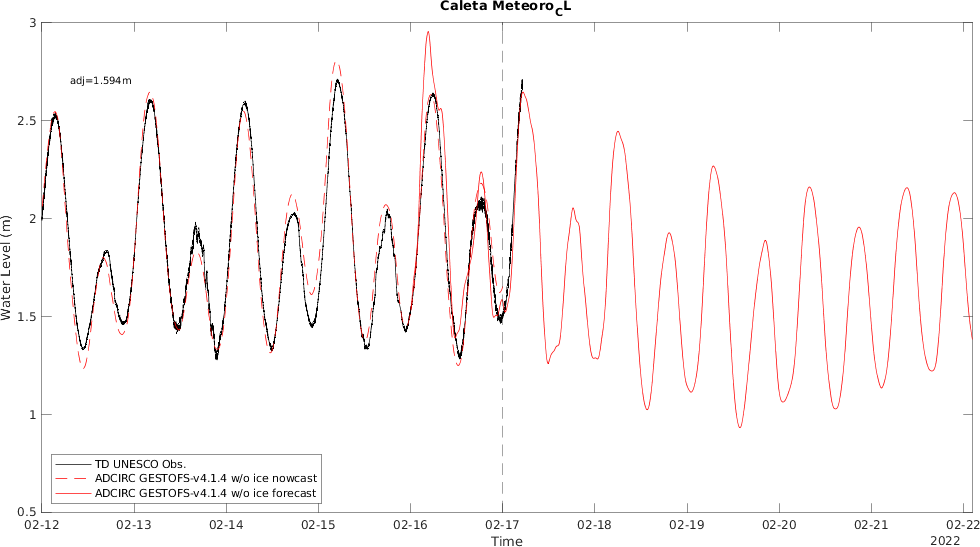 Caleta Meteoro_CL
adj=1.594m
Water Level (m)
3
2.5
2
1.5
1
0.5
TD UNESCO Obs.
ADCIRC GESTOFS-v4.1.4 w/o ice nowcast
ADCIRC GESTOFS-v4.1.4 w/o ice forecast
02-12 02-13 02-14 02-15 02-16 02-17 02-18 02-19 02-20 02-21 02-22
Time
2022